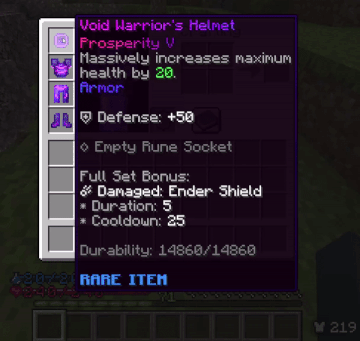 Void Warrior's Helmet
Prosperity V
Massively increases maximum
health by 20.
Armor
Defense: +50
◇ Empty Rune Socket
Full Set Bonus:
Damaged: Ender Shield
* Duration: 5
* Cooldown: 25
Durability: 14860/14860
RARE ITEM
219